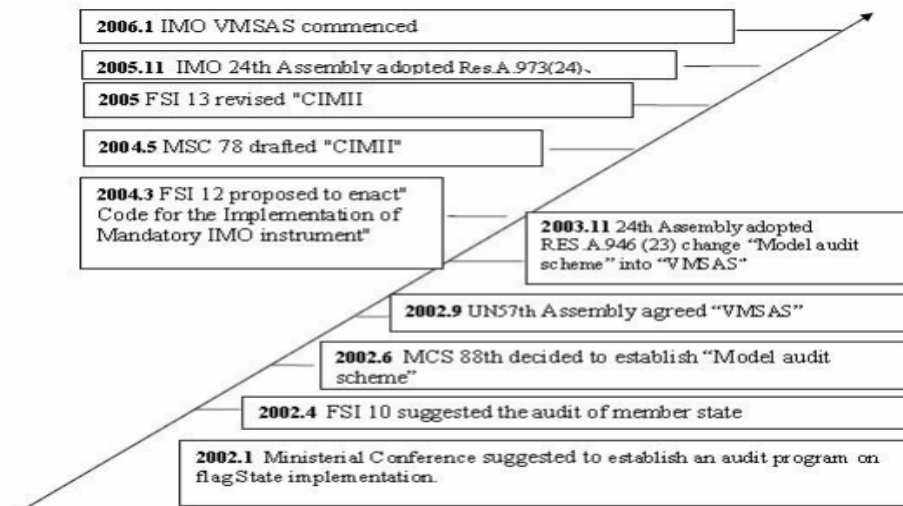 2006.1 IMO VMSAS commenced
2005.11 IMO 24th Assembly adopted Res.A.973(24)、
2005 FSI 13 revised "CIMII
2004.5 MSC 78 drafted "CIMII"
2004.3 FSI 12 proposed to enact"
Code for the Implementation of
Mandatory IMO instrument"
2003.11 24th Assembly adopted
RES.A.946 (23) change “Model audit
scheme” into “VMSAS”
2002.9 UN57th Assembly agreed “VMSAS”
2002.6 MCS 88th decided to establish “Model audit
scheme”
2002.4 FSI 10 suggested the audit of member state
2002.1 Ministerial Conference suggested to establish an audit program on
flagState implementation.